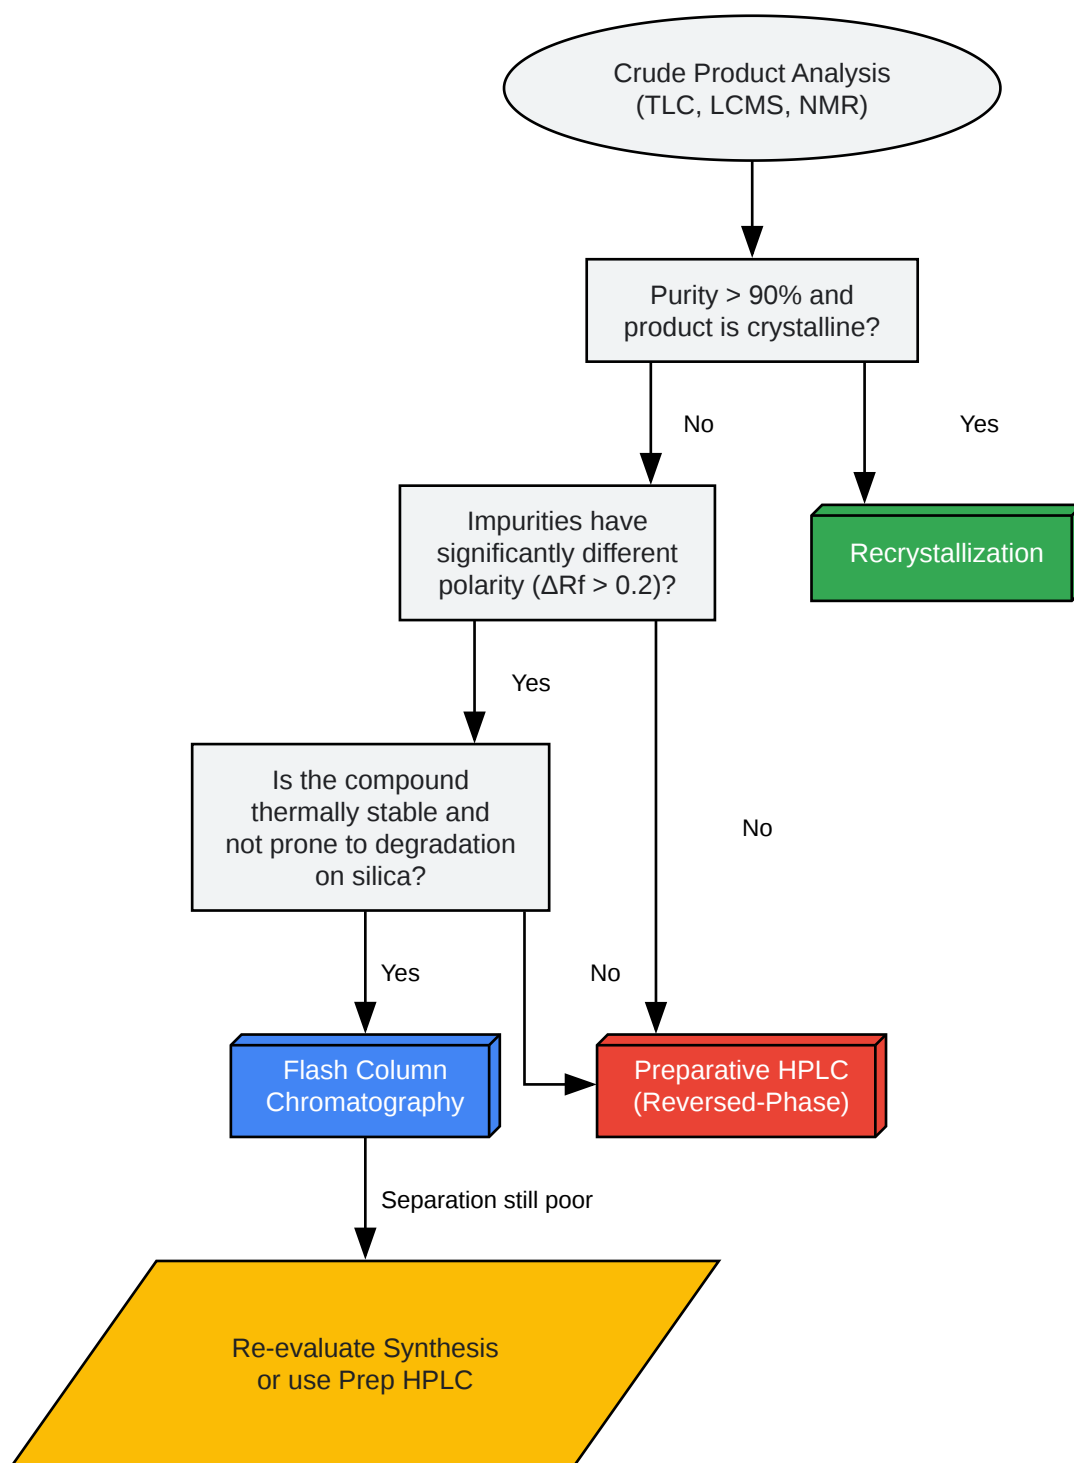 Crude Product Analysis
(TLC, LCMS, NMR)
Purity > 90% and
product is crystalline?
No
Yes
Impurities have
significantly different
polarity (ΔRf > 0.2)?
Recrystallization
Yes
Is the compound
thermally stable and
not prone to degradation
on silica?
No
Yes
No
Flash Column
Chromatography
Preparative HPLC
(Reversed-Phase)
Separation still poor
Re-evaluate Synthesis
or use Prep HPLC